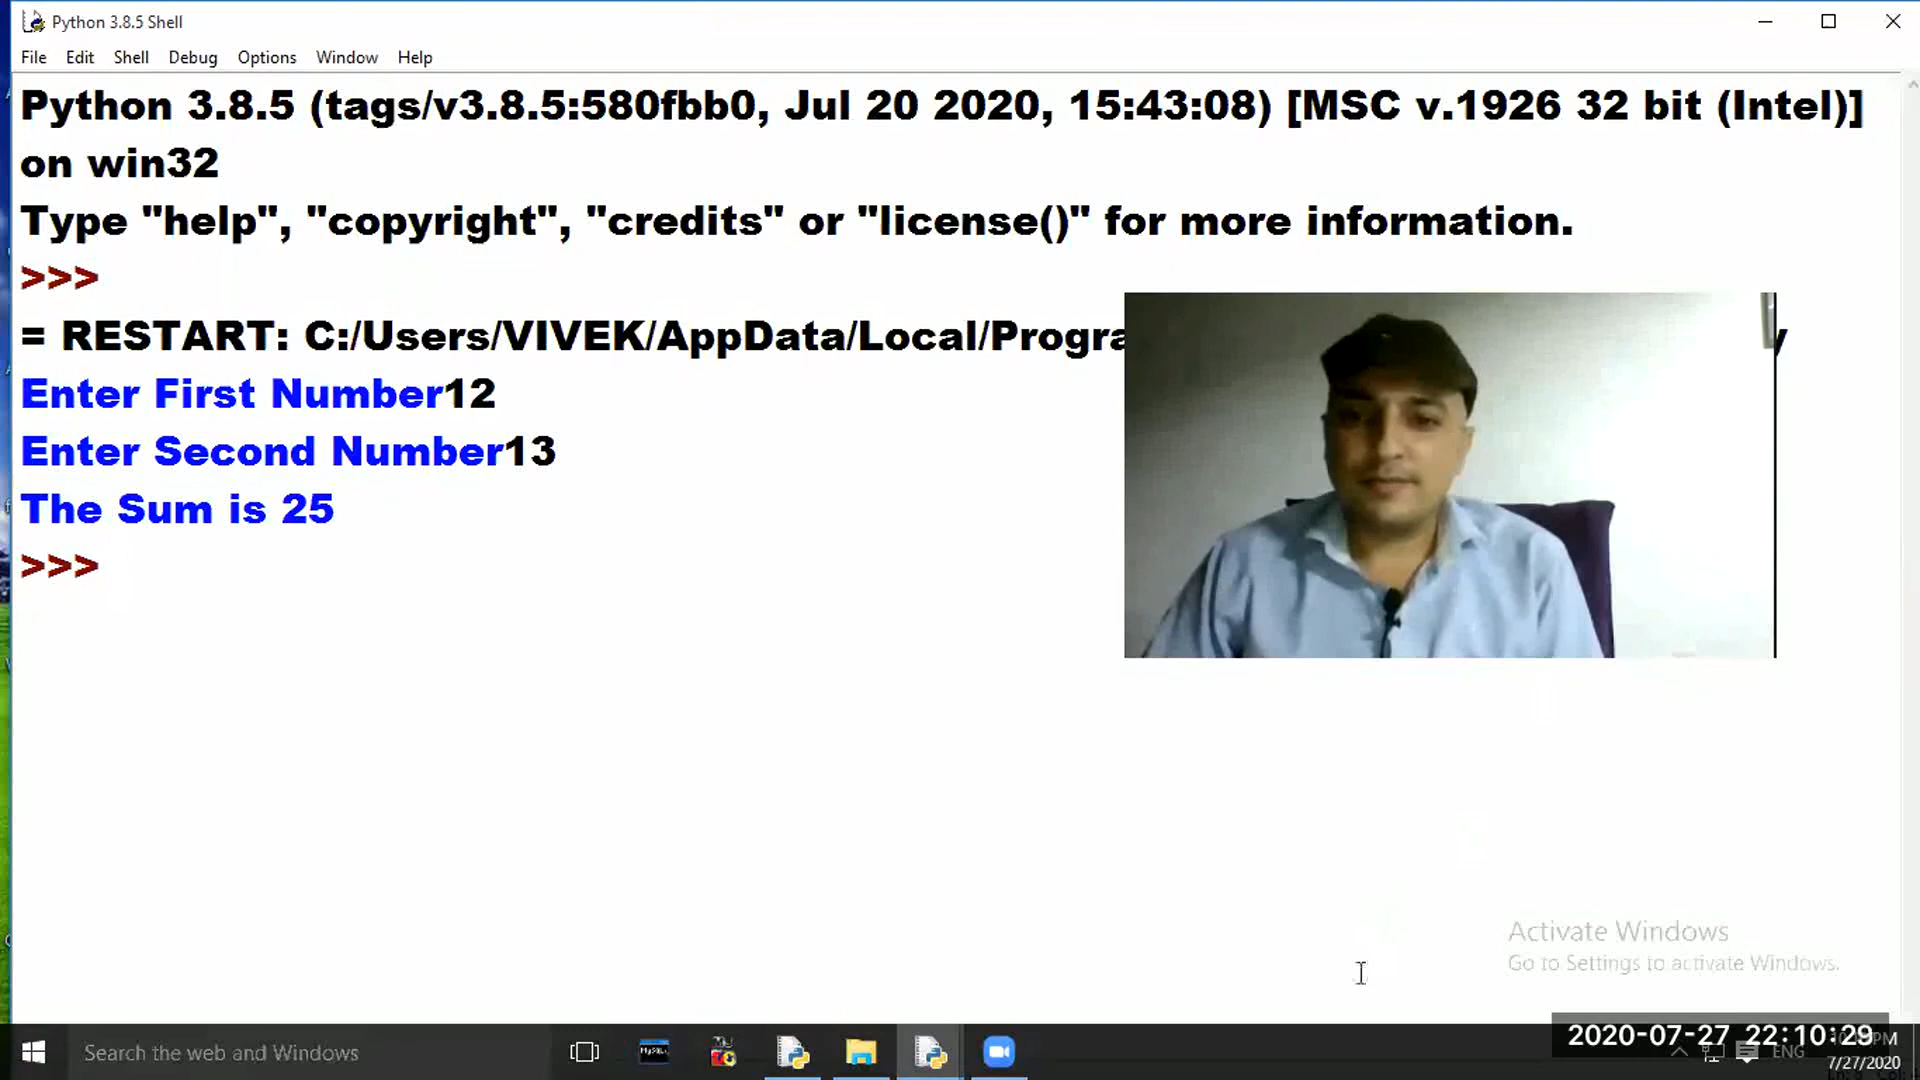 Python 3.8.5 Shell
File Edit Shell Debug Options Window Help
Python 3.8.5 (tags/v3.8.5:580fbb0, Jul 20 2020, 15:43:08) [MSC v.1926 32 bit (Intel)]
on win32
Type "help", "copyright", "credits" or "license()" for more information.
>>>
= RESTART: C:/Users/VIVEK/AppData/Local/Progra
Enter First Number12
Enter Second Number13
The Sum is 25
>>>
Activate Windows
Go to Settings to activate Windows.
Search the web and Windows
MySQL
2020-07-27 22:10:29
ENG
7/27/2020